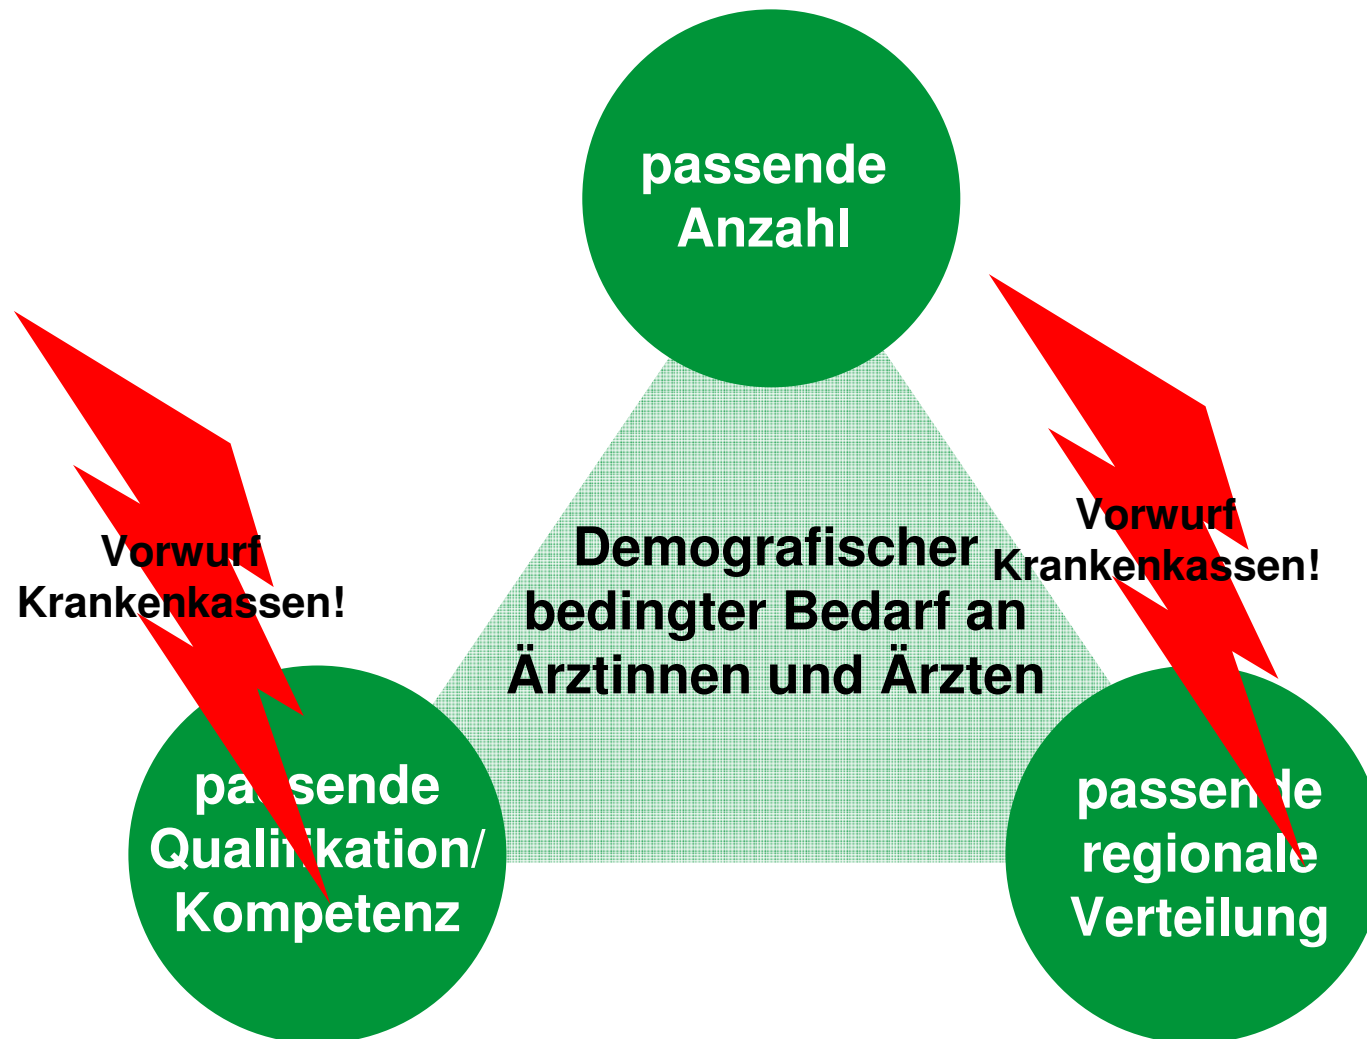 passende
Anzahl
Vorwurf
Krankenkassen!
Demografischer
bedingter Bedarf an
Ärztinnen und Ärzten
Vorwurf
Krankenkassen!
passende
Qualifikation/
Kompetenz
passende
regionale
Verteilung